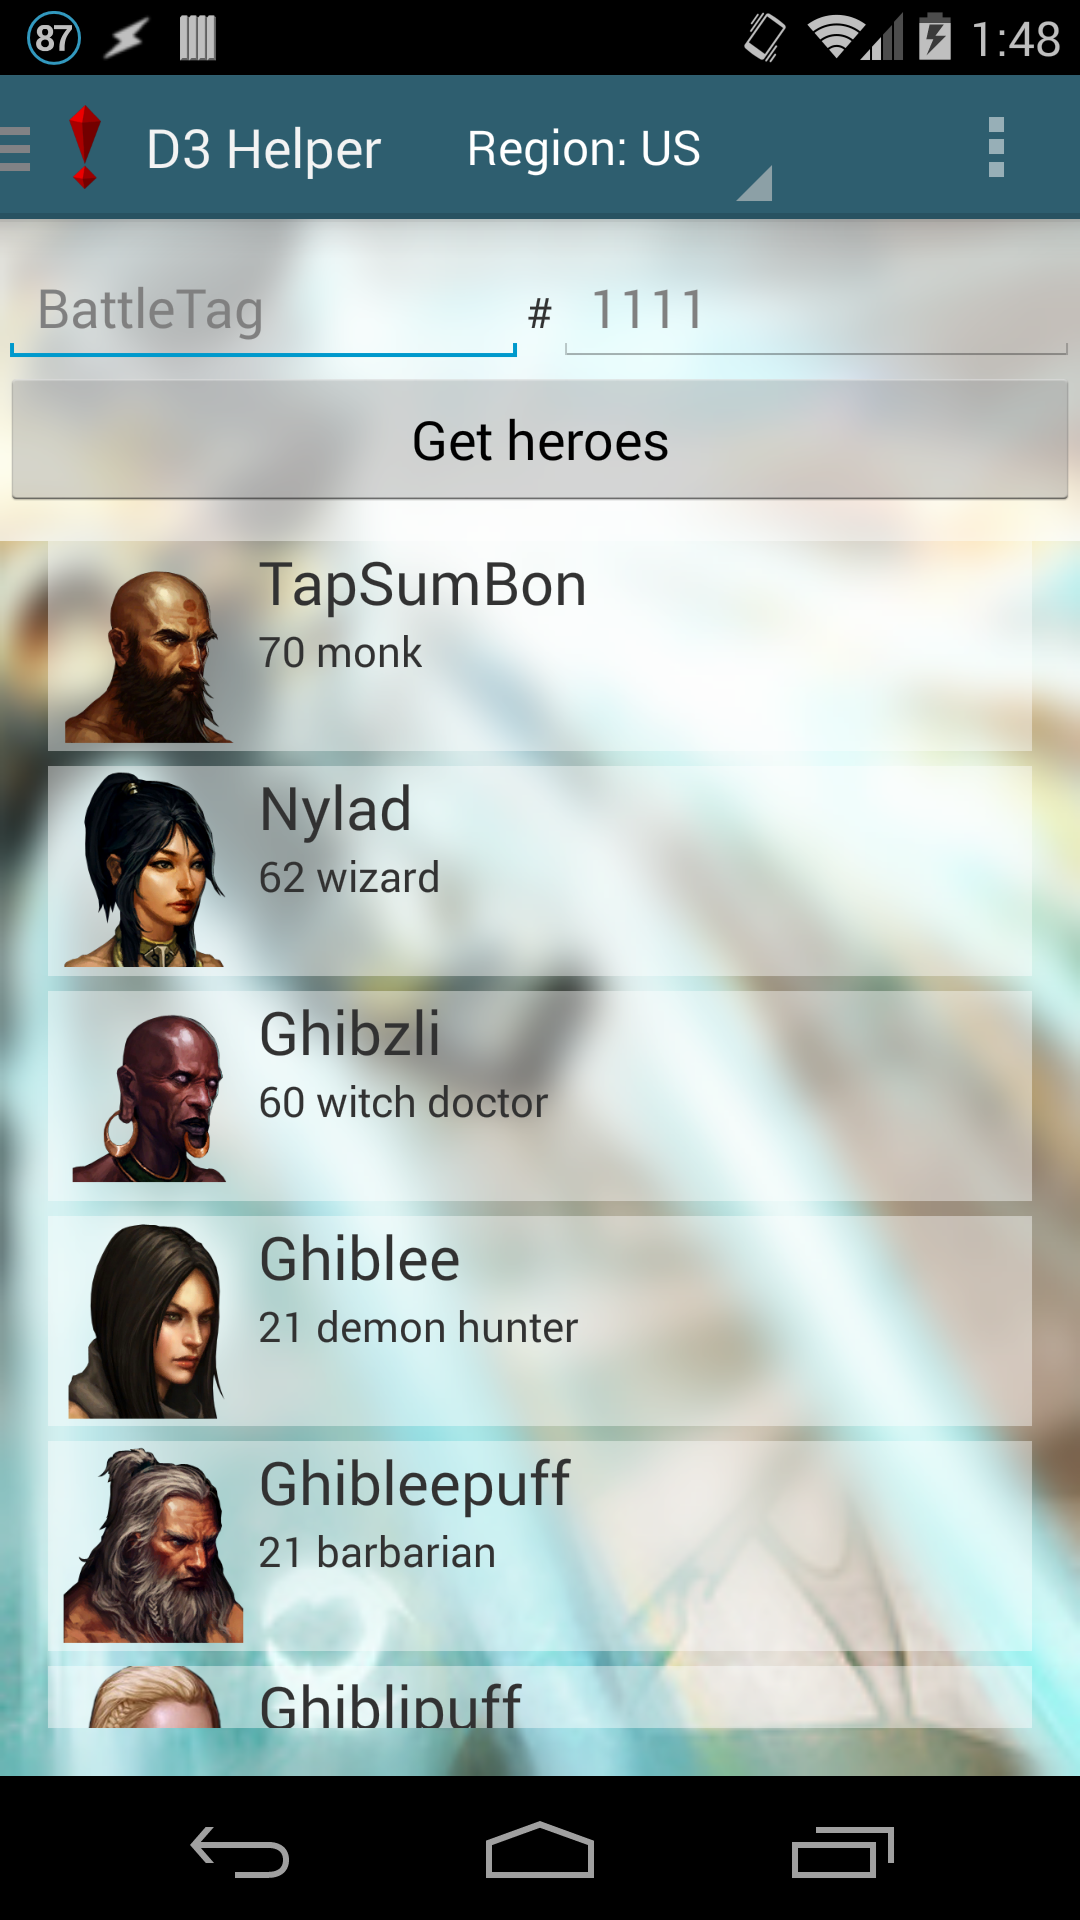 87
1:48
D3 Helper
Region: US
BattleTag # 1111
Get heroes
TapSumBon
70 monk
Nylad
62 wizard
Ghibzli
60 witch doctor
Ghiblee
21 demon hunter
Ghibleepuff
21 barbarian
Ghiblipuff